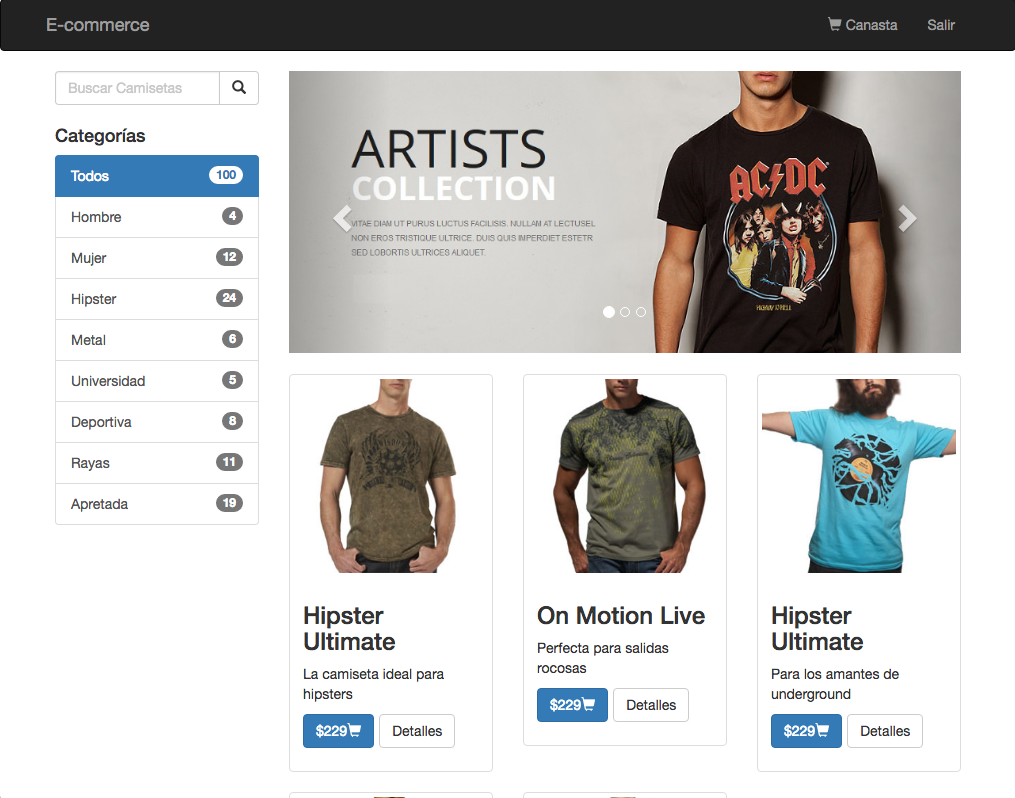 E-commerce
Canasta
Salir
Buscar Camisetas
Categorías
Todos 100
Hombre 4
Mujer 12
Hipster 24
Metal 6
Universidad 5
Deportiva 8
Rayas 11
Apretada 19
ARTISTS
COLLECTION
VITAE DIAM UT PURUS LUCTUS FACILISIS. NULLAM AT LECTUSEL
NON EROS TRISTIQUE ULTRICE. DUIS QUIS IMPERDIET ESTETR
SED LOBORTIS ULTRICES ALIQUET.
AC DC
HIGHWAY TO HELL
Hipster
Ultimate
La camiseta ideal para
hipsters
$229
Detalles
On Motion Live
Perfecta para salidas
rocosas
$229
Detalles
Hipster
Ultimate
Para los amantes de
underground
$229
Detalles